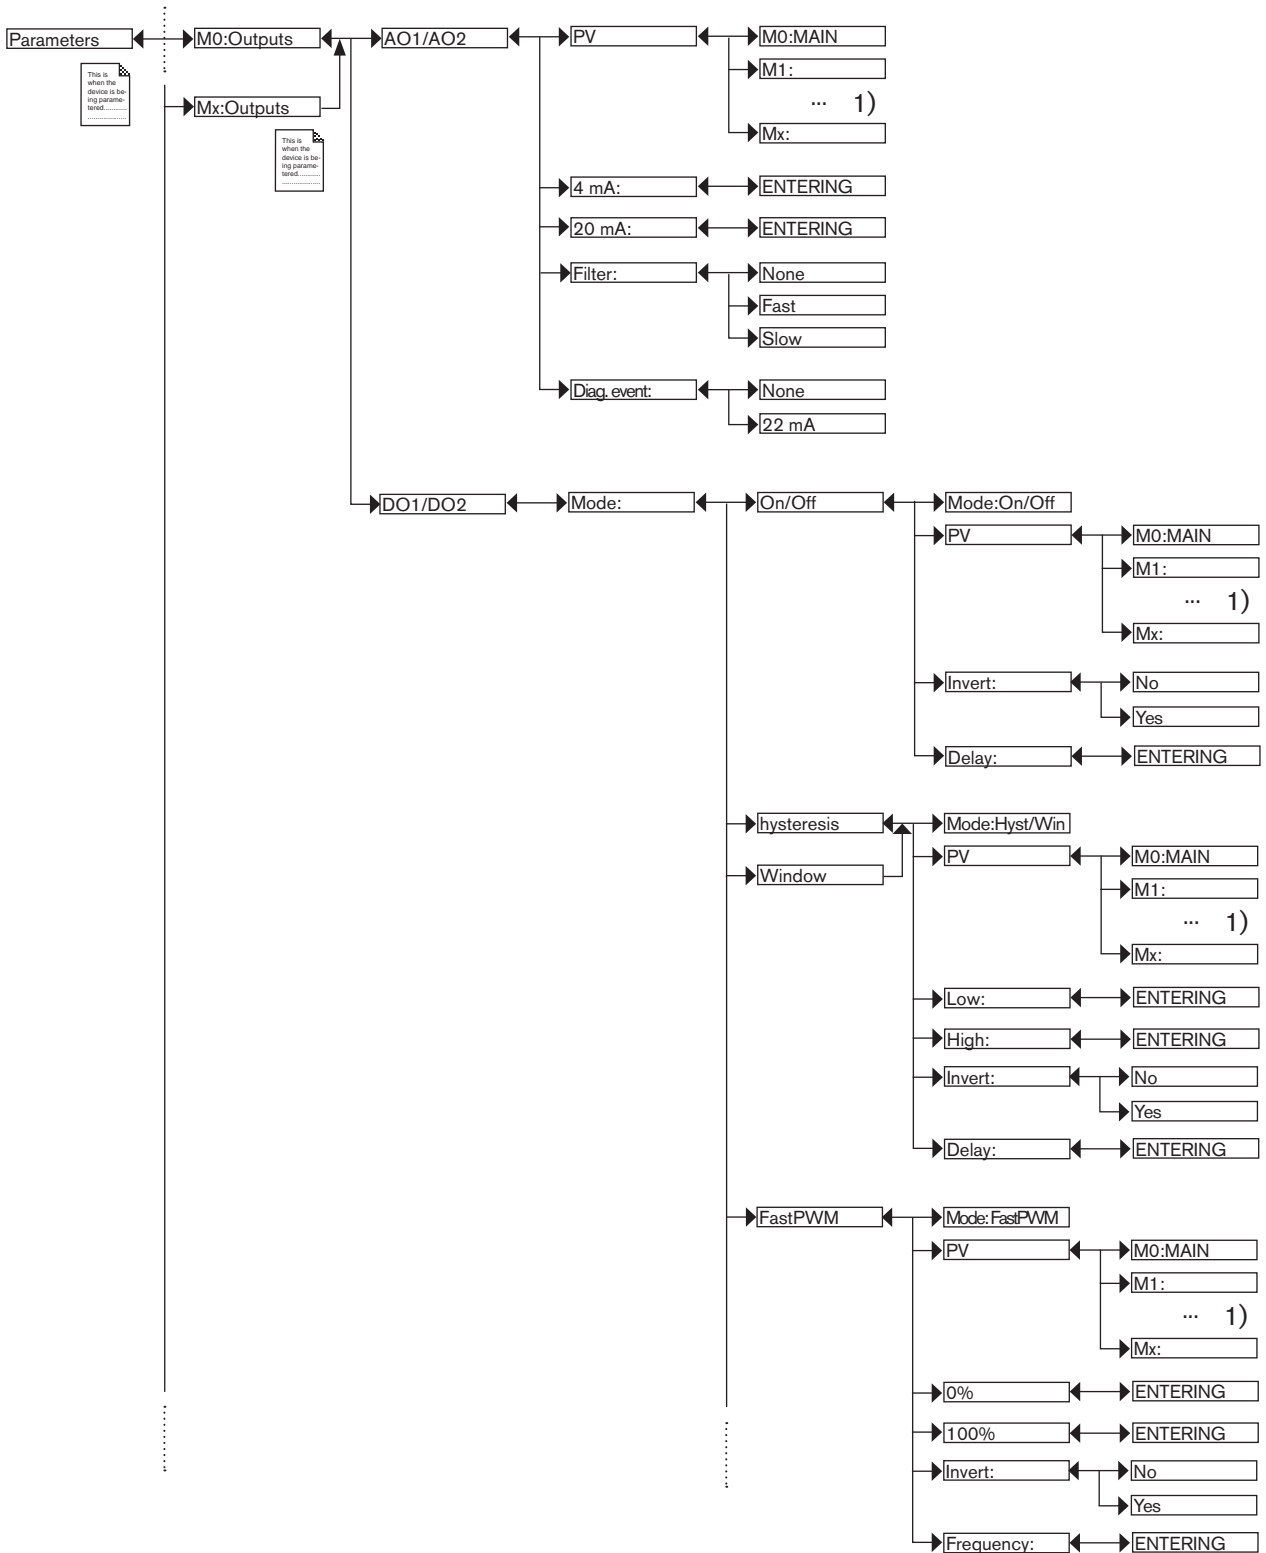 Parameters
M0:Outputs
AO1/AO2
PV
M0:MAIN
M1:
... 1)
Mx:
This is
when the
device is be-
ing parame-
tered............
....................
Mx:Outputs
This is
when the
device is be-
ing parame-
tered............
....................
4 mA:
ENTERING
20 mA:
ENTERING
Filter:
None
Fast
Slow
Diag. event:
None
22 mA
DO1/DO2
Mode:
On/Off
Mode:On/Off
PV
M0:MAIN
M1:
... 1)
Mx:
Invert:
No
Yes
Delay:
ENTERING
hysteresis
Mode:Hyst/Win
Window
PV
M0:MAIN
M1:
... 1)
Mx:
Low:
ENTERING
High:
ENTERING
Invert:
No
Yes
Delay:
ENTERING
FastPWM
Mode: FastPWM
PV
M0:MAIN
M1:
... 1)
Mx:
0%
ENTERING
100%
ENTERING
Invert:
No
Yes
Frequency:
ENTERING